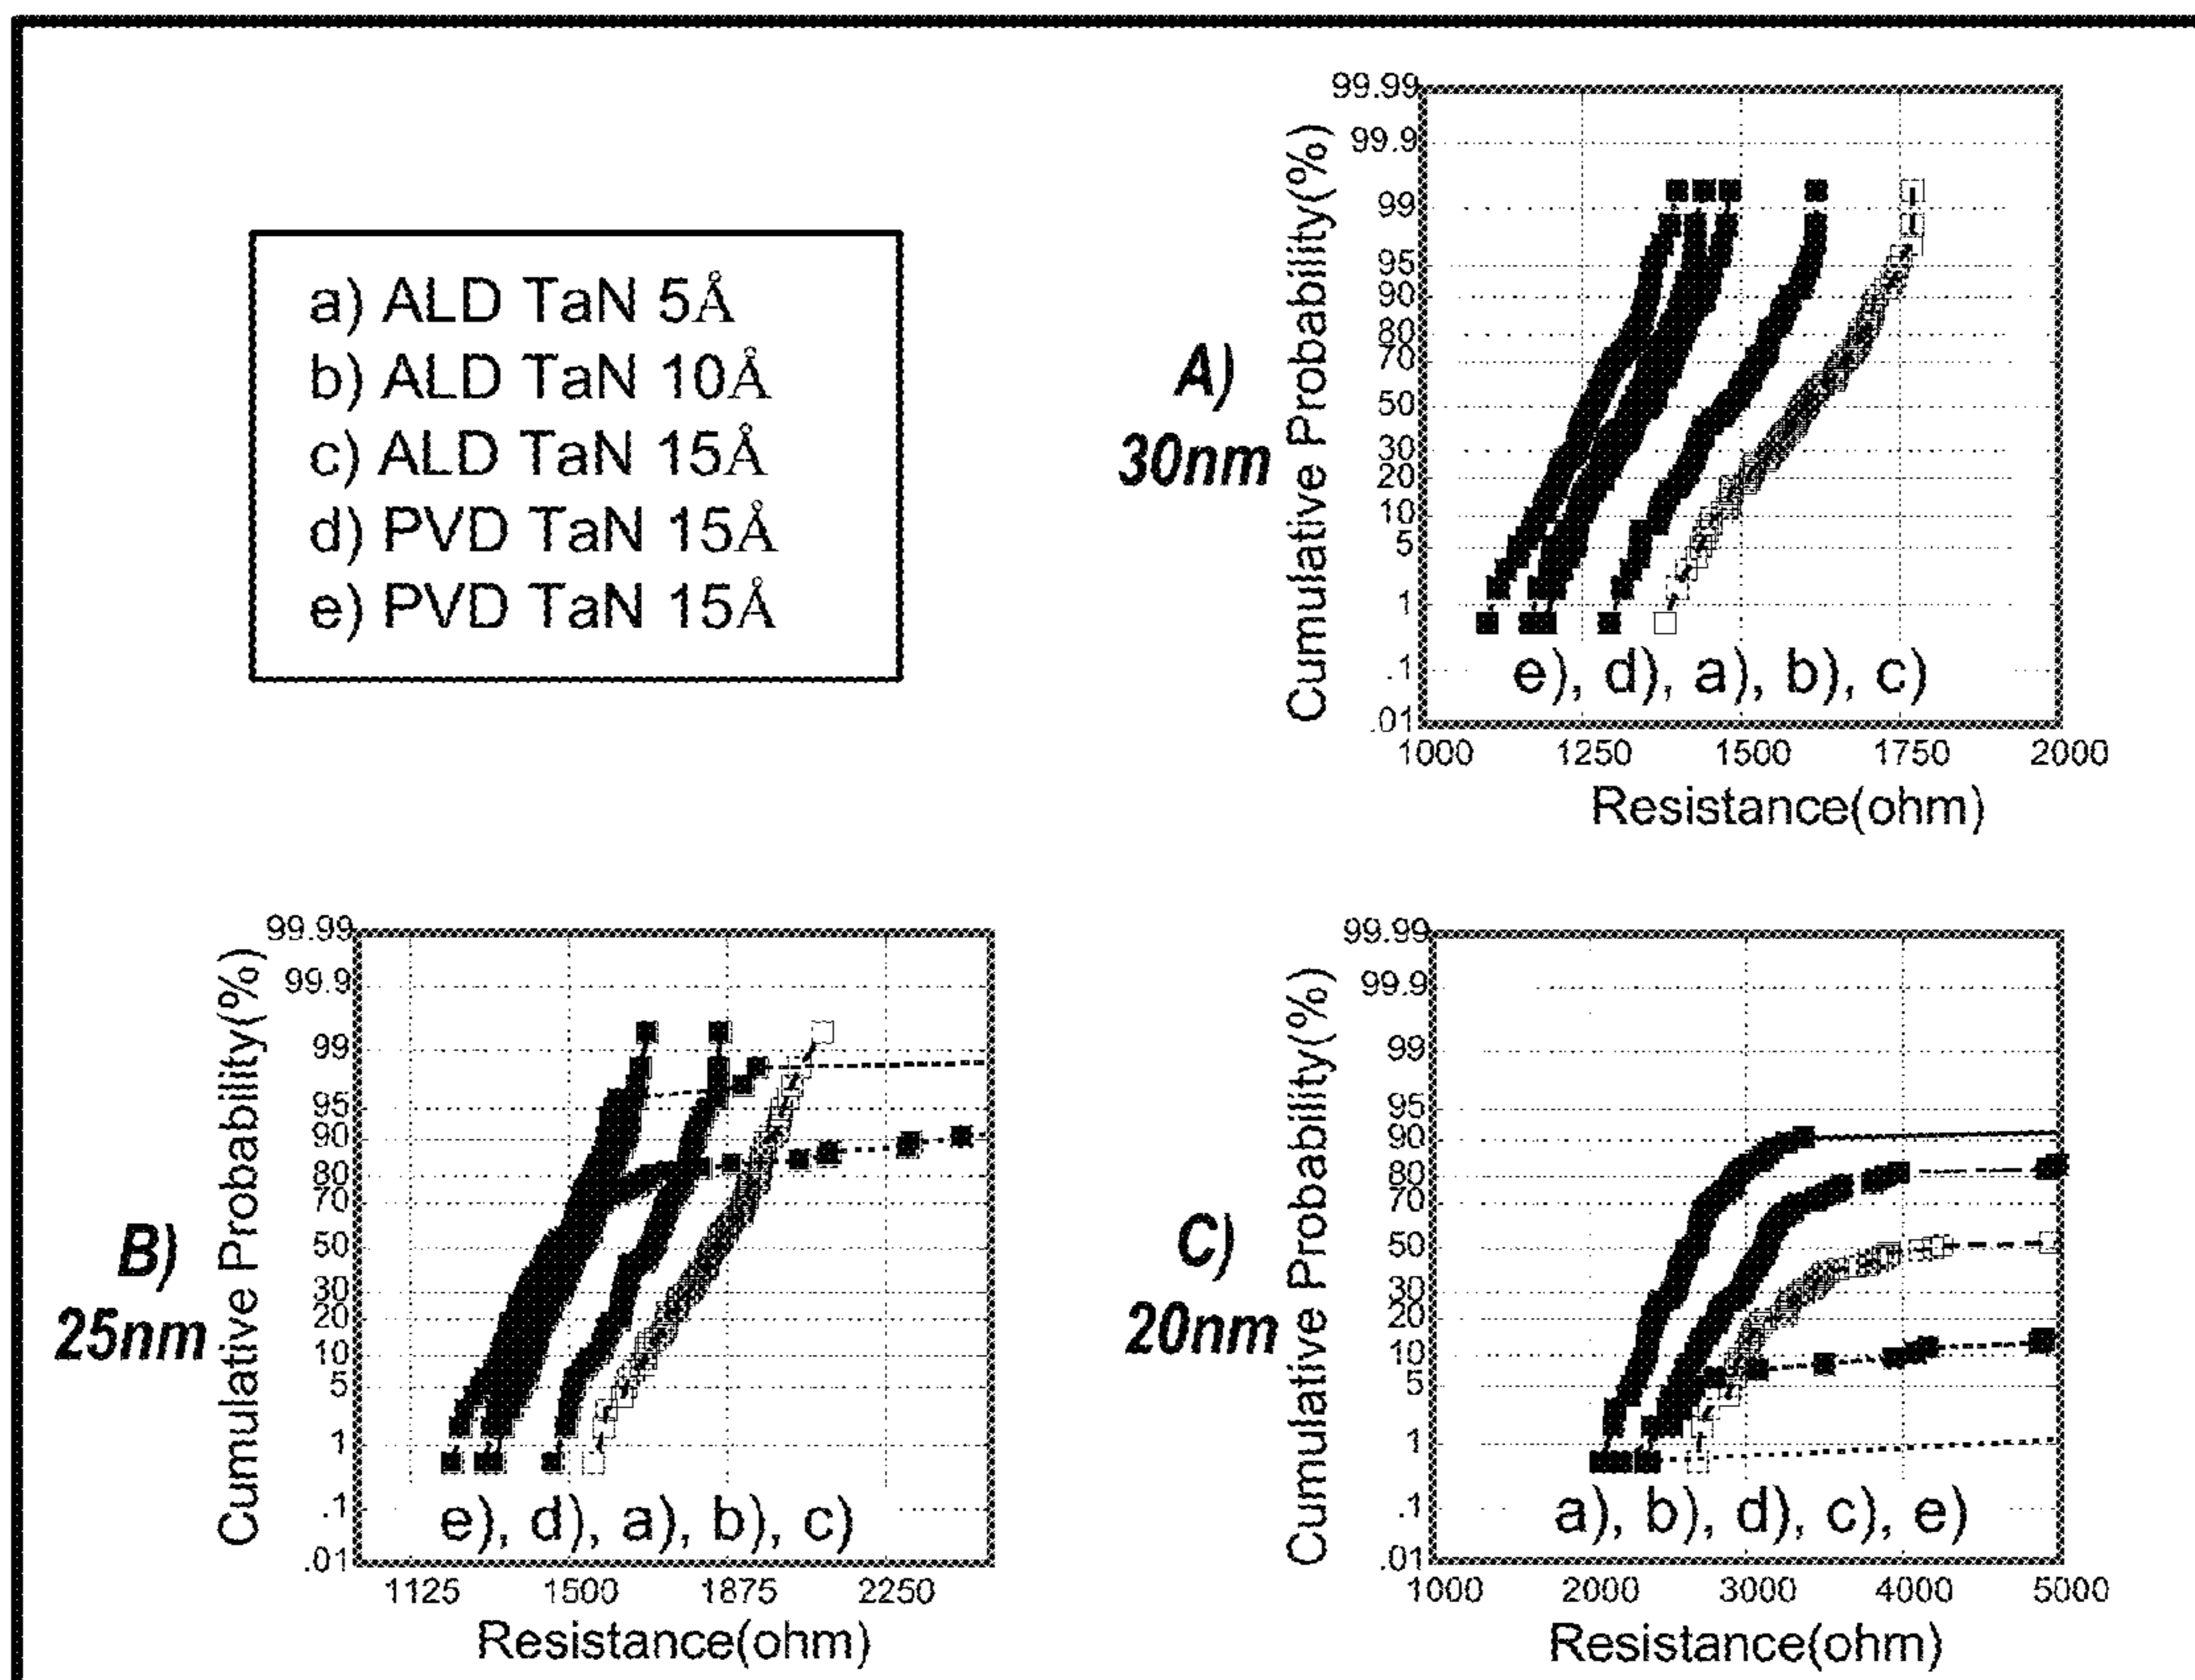 a) ALD TaN 5Å
b) ALD TaN 10Å
c) ALD TaN 15Å
d) PVD TaN 15Å
e) PVD TaN 15Å
A)
30nm
Cumulative Probability(%)
99.99
99.9
99
95
90
80
70
50
30
20
10
5
1
.1
.01
e), d), a), b), c)
1000 1250 1500 1750 2000
Resistance(ohm)
B)
25nm
Cumulative Probability(%)
99.99
99.9
99
95
90
80
70
50
30
20
10
5
1
.1
.01
e), d), a), b), c)
1125 1500 1875 2250
Resistance(ohm)
C)
20nm
Cumulative Probability(%)
99.99
99.9
99
95
90
80
70
50
30
20
10
5
1
.1
.01
a), b), d), c), e)
1000 2000 3000 4000 5000
Resistance(ohm)